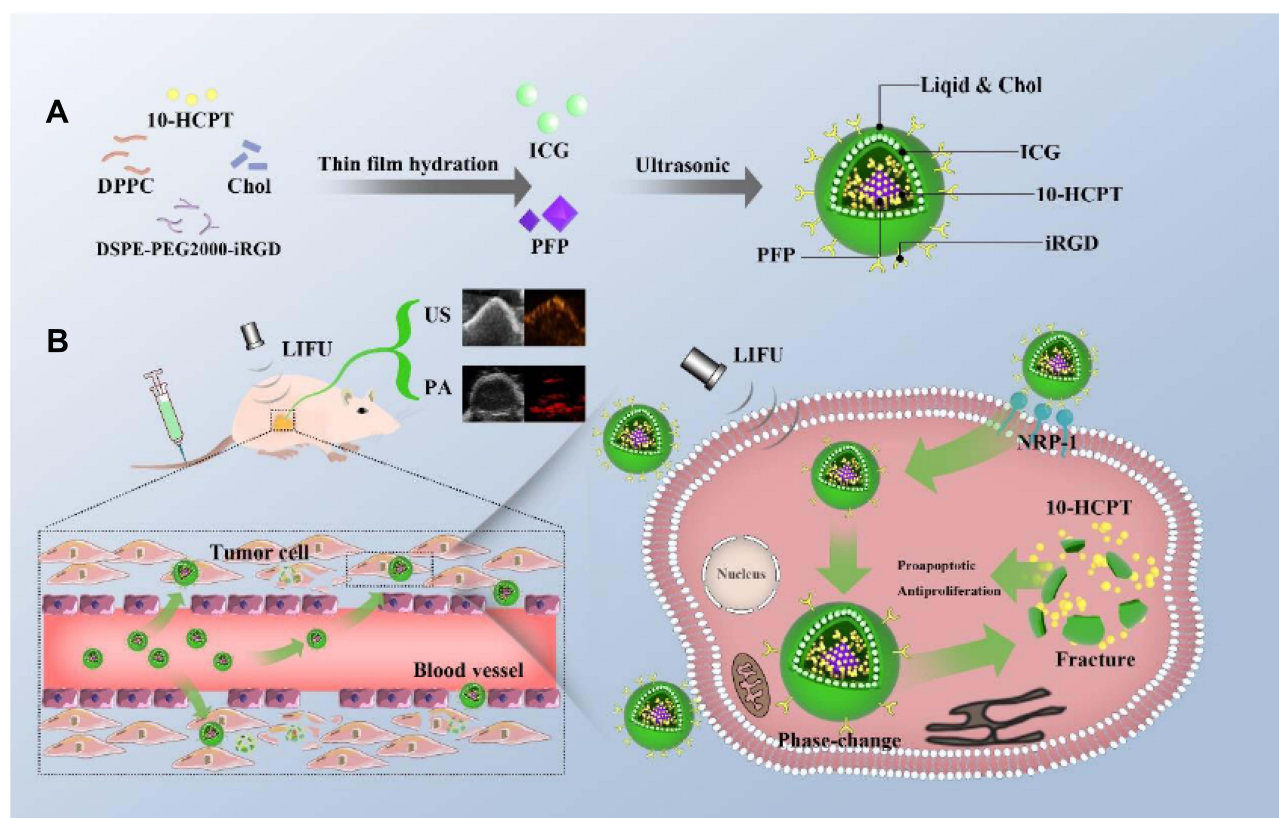 A
10-HCPT
DPPC
Chol
DSPE-PEG2000-iRGD
Thin film hydration
ICG
PFP
Ultrasonic
Liqid & Chol
ICG
10-HCPT
iRGD
PFP
B
LIFU
US
PA
Tumor cell
Blood vessel
LIFU
NRP-1
10-HCPT
Nucleus
Proapoptotic
Antiproliferation
Fracture
Phase-change